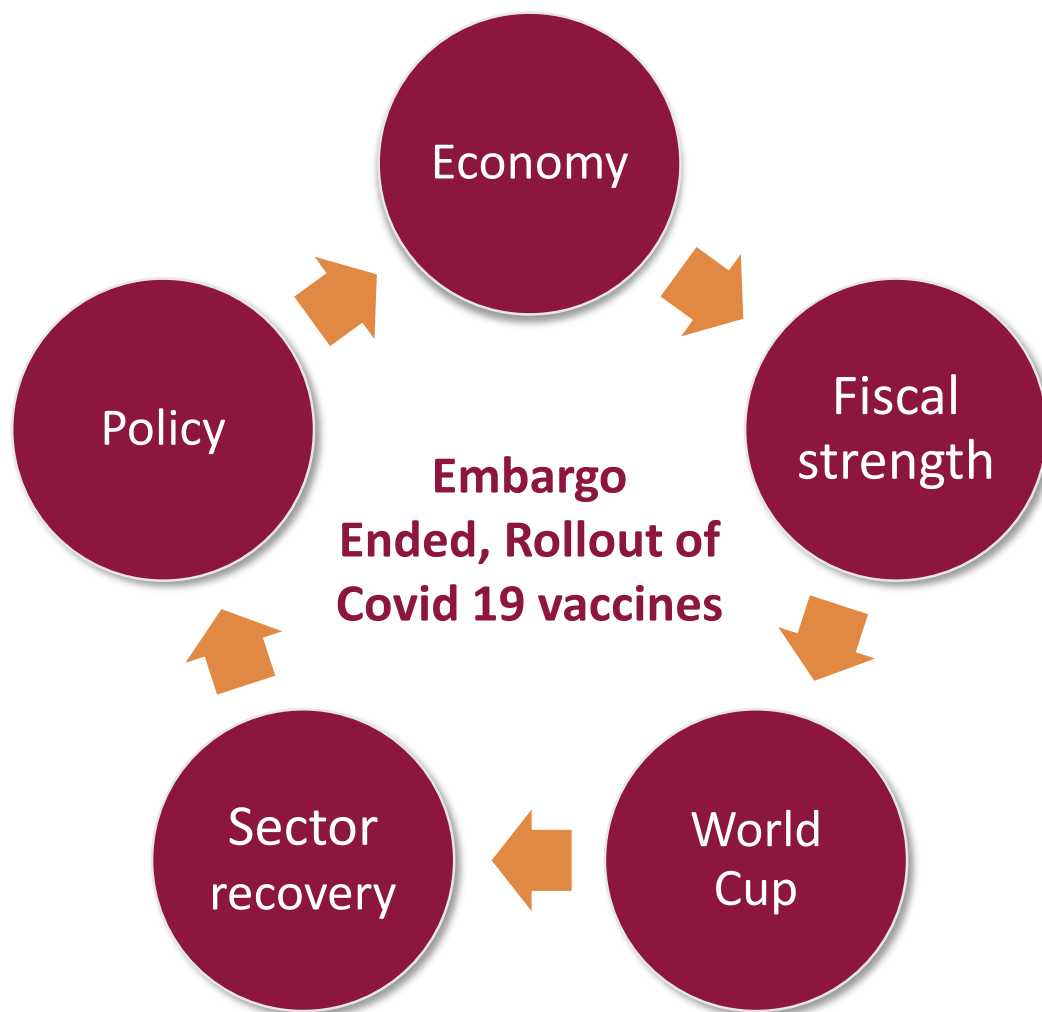 Economy
Fiscal
strength
World
Cup
Sector
recovery
Policy
Embargo
Ended, Rollout of
Covid 19 vaccines